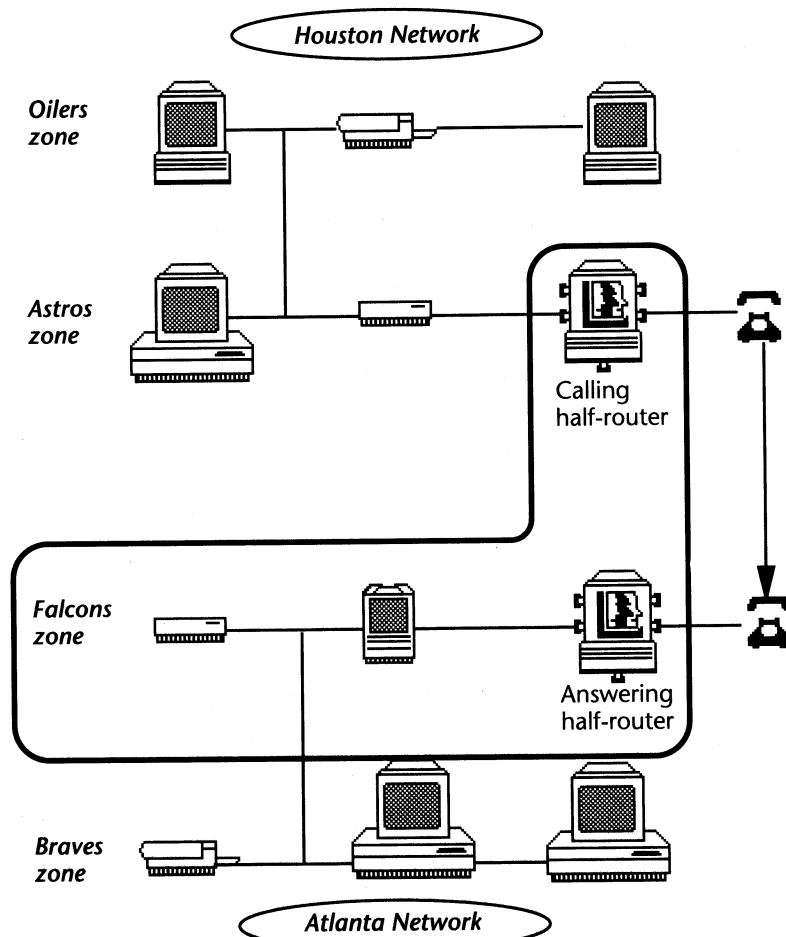 Houston Network
Oilers
zone
Astros
zone
Calling
half-router
Falcons
zone
Answering
half-router
Braves
zone
Atlanta Network